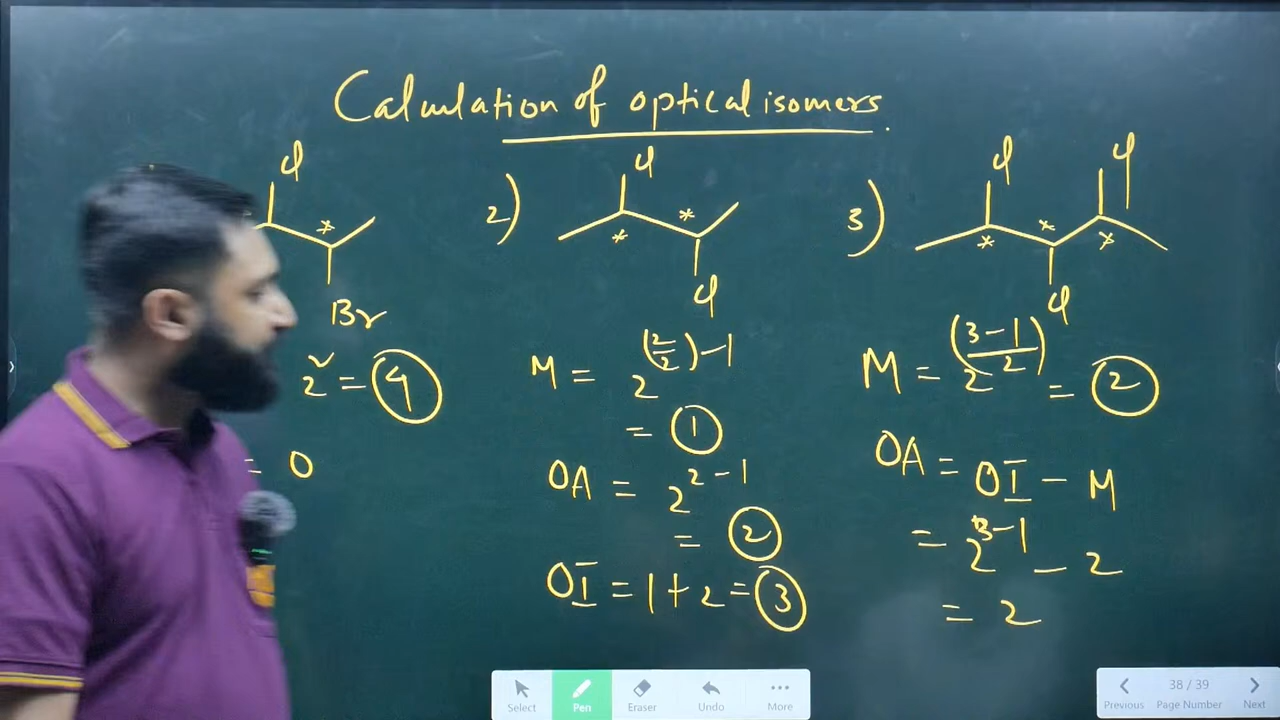 Calculation of optical isomers.
Cl
*
Br
2² = 4
= 0
2)
Cl
*
*
Cl
M = 2^(2/2)-1
= 1
OA = 2^2-1
= 2
OI = 1 + 2 = 3
3)
Cl
Cl
*
*
*
Cl
M = 2^(3-1/2) = 2
OA = OI - M
= 2^3-1 - 2
= 2
Select
Pen
Eraser
Undo
More
Previous
38 / 39
Page Number
Next